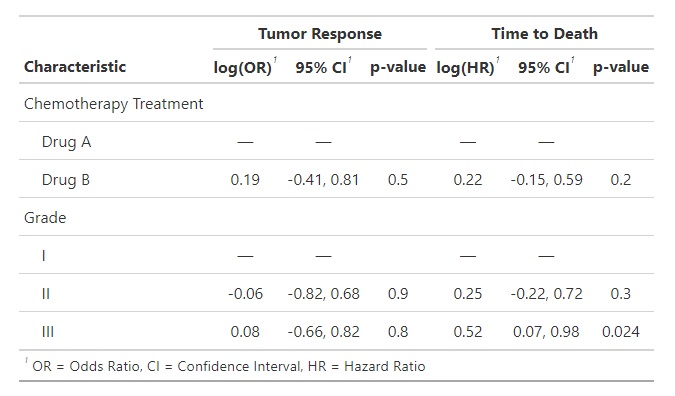 Tumor Response Time to Death
Characteristic log(OR)¹ 95% CI¹ p-value log(HR)¹ 95% CI¹ p-value
Chemotherapy Treatment
Drug A — — — —
Drug B 0.19 -0.41, 0.81 0.5 0.22 -0.15, 0.59 0.2
Grade
I — — — —
II -0.06 -0.82, 0.68 0.9 0.25 -0.22, 0.72 0.3
III 0.08 -0.66, 0.82 0.8 0.52 0.07, 0.98 0.024
¹ OR = Odds Ratio, CI = Confidence Interval, HR = Hazard Ratio